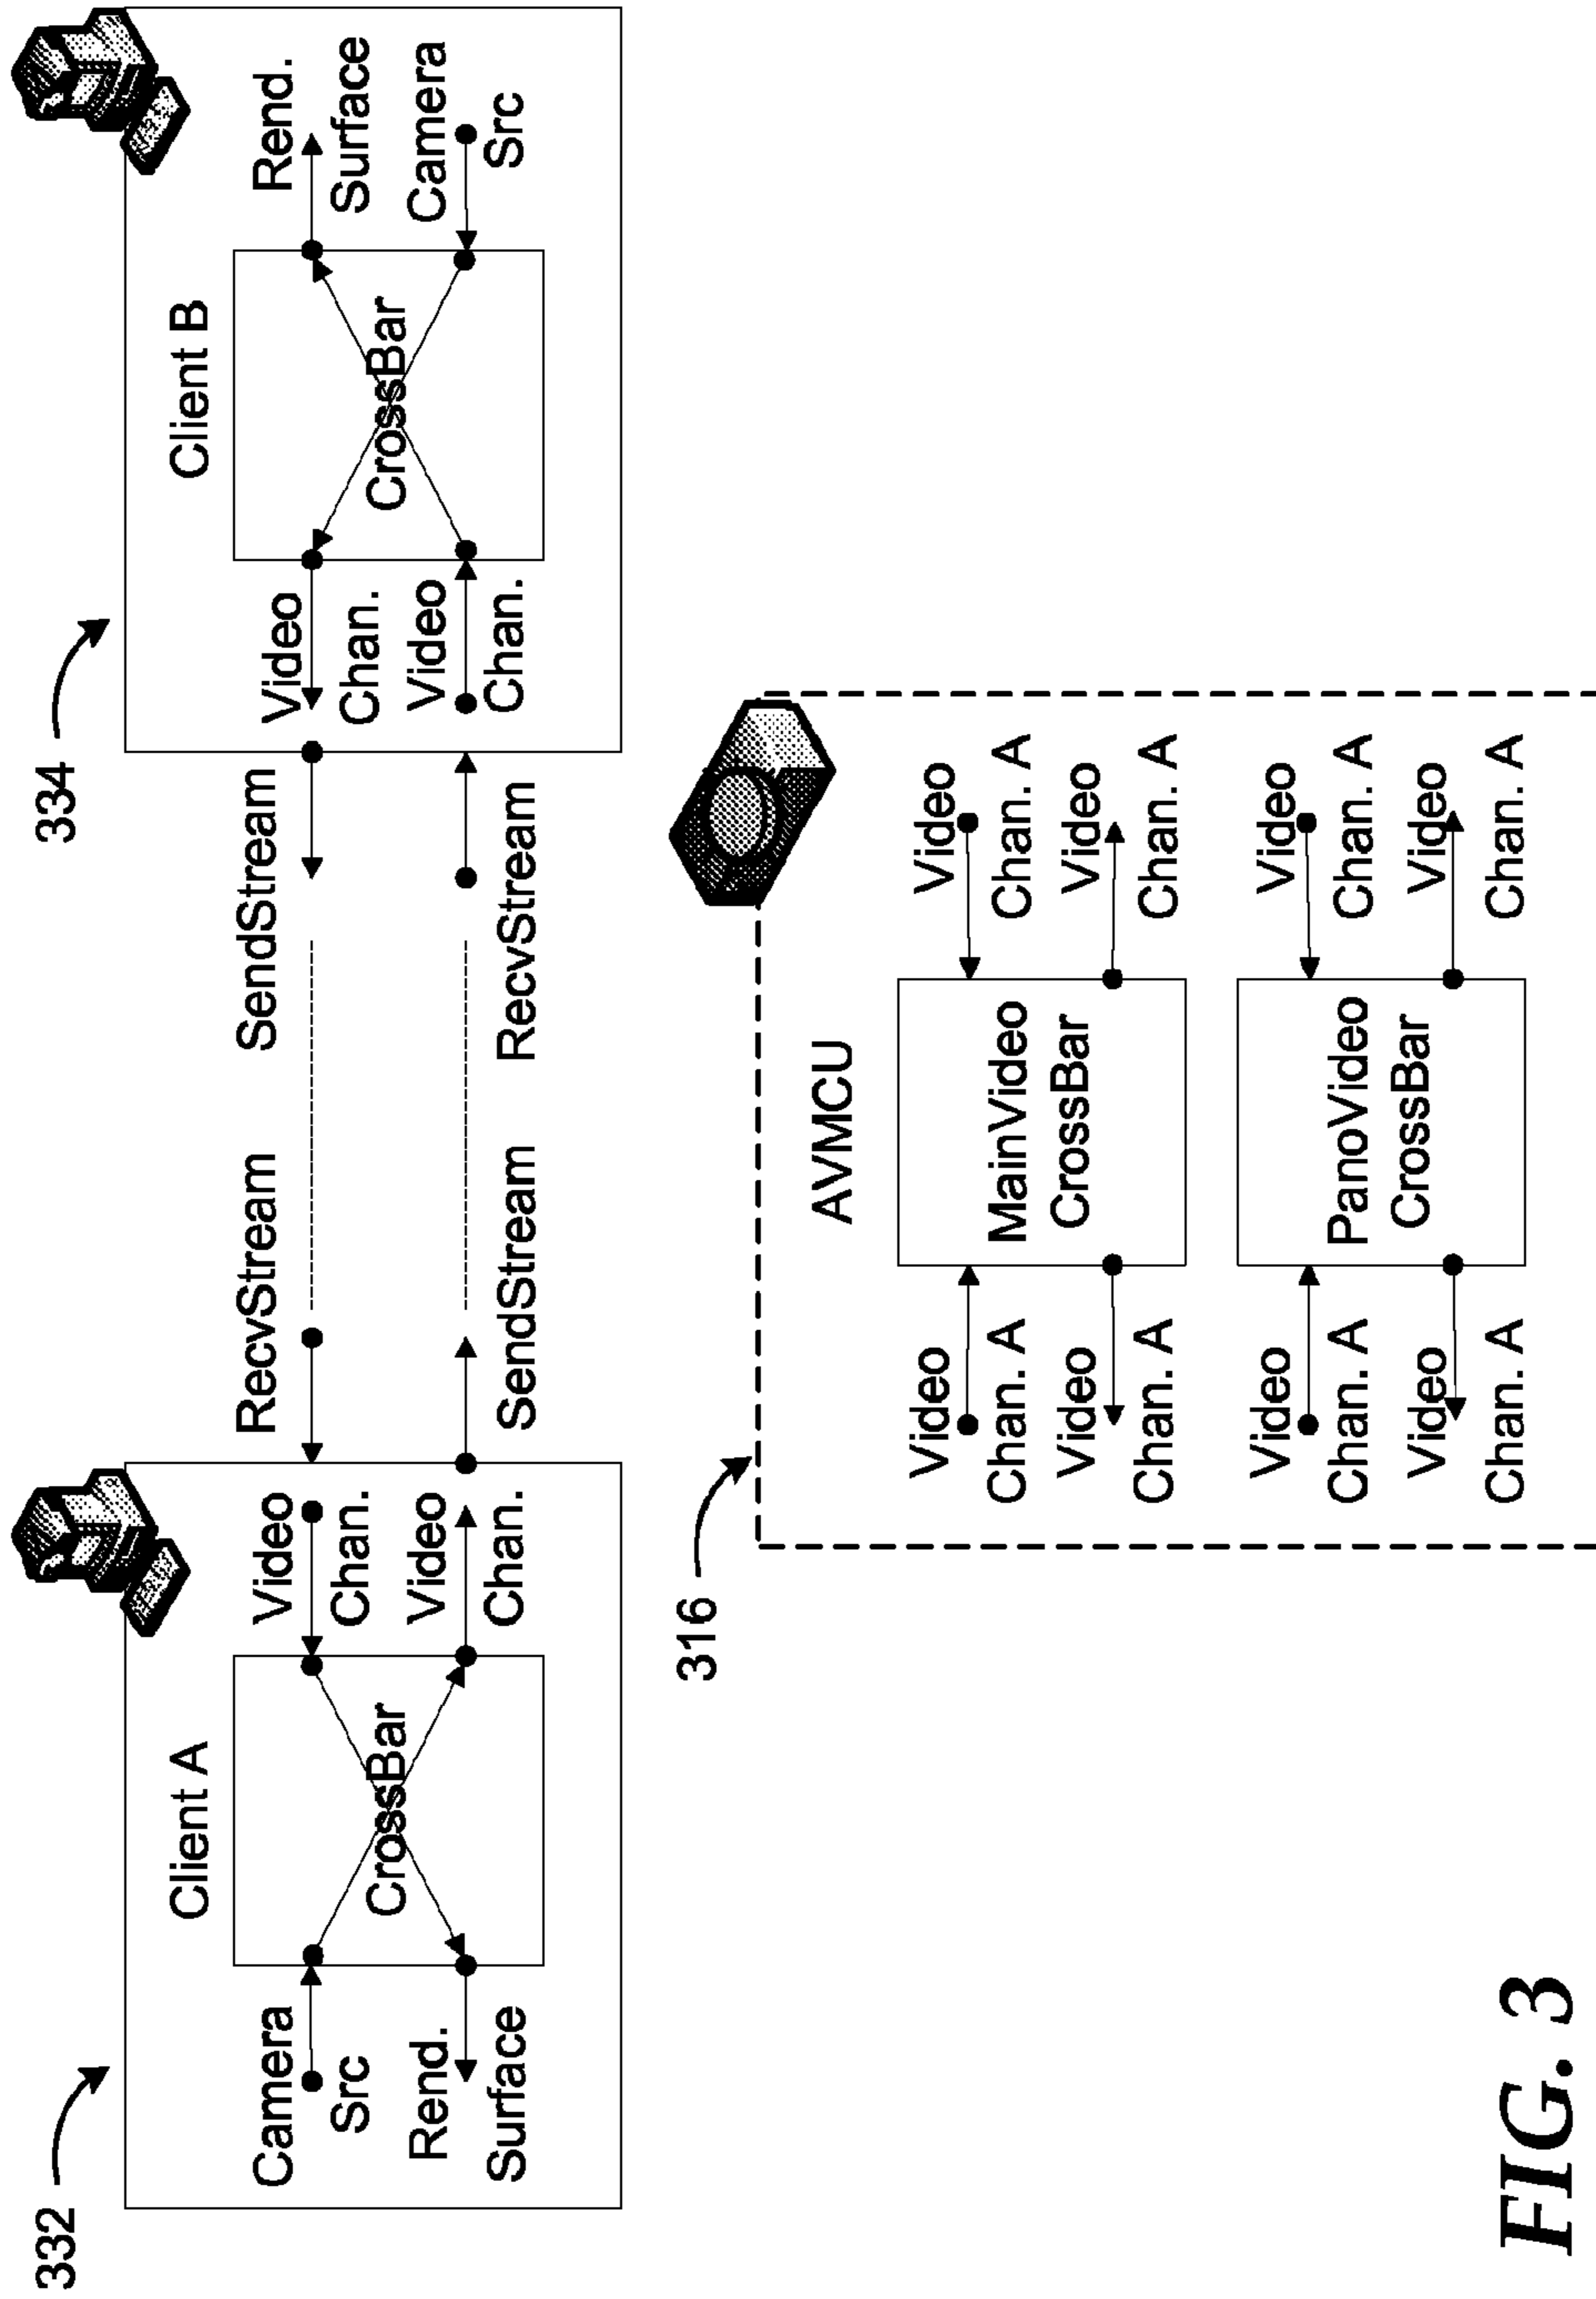 332
Client A
Camera
Src
Rend.
Surface
CrossBar
Video
Chan.
Video
Chan.
RecvStream
SendStream
SendStream
RecvStream
334
Client B
Video
Chan.
Video
Chan.
CrossBar
Rend.
Surface
Camera
Src
316
AVMCU
Video
Chan. A
Video
Chan. A
MainVideo
CrossBar
Video
Chan. A
Video
Chan. A
Video
Chan. A
Video
Chan. A
PanoVideo
CrossBar
Video
Chan. A
Video
Chan. A
FIG. 3